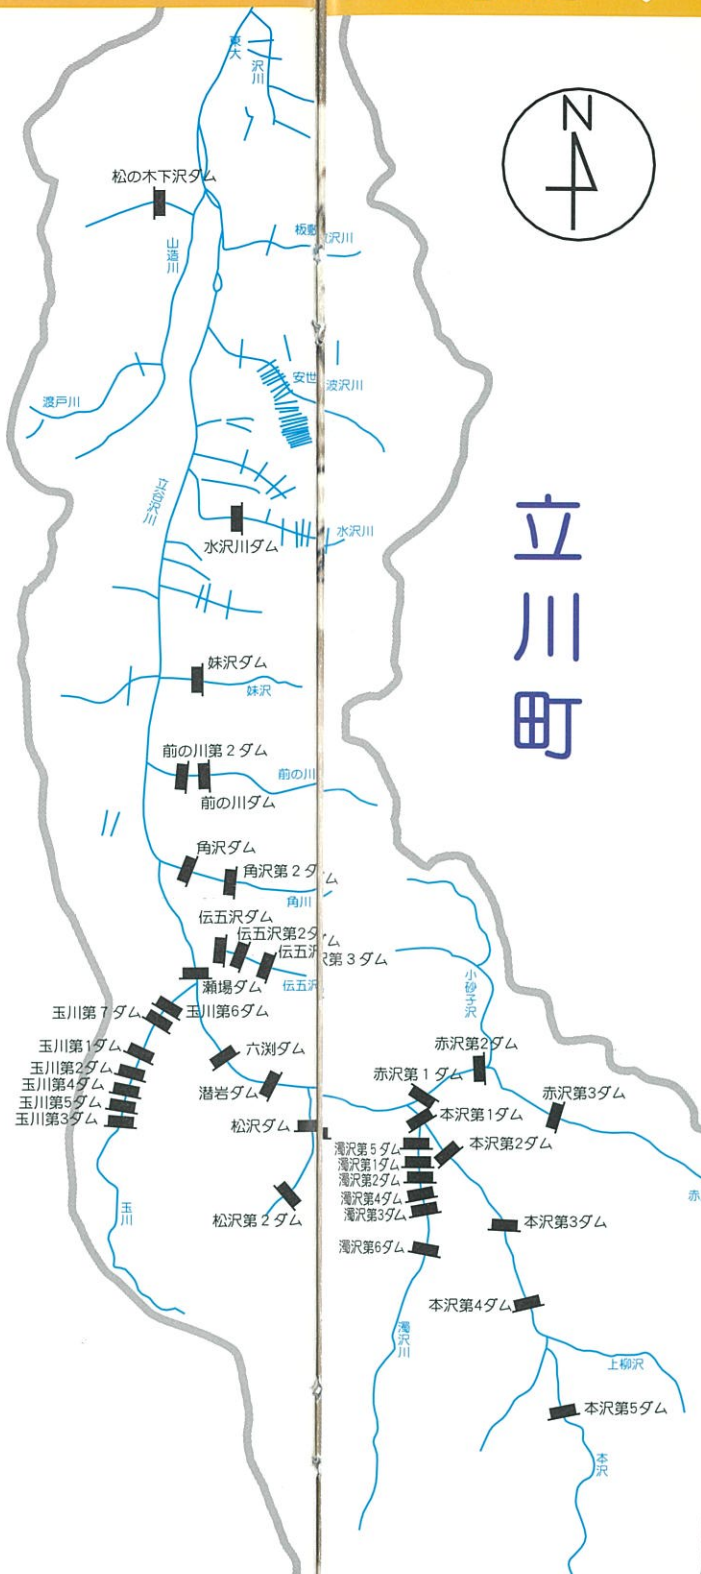 東大
沢川
N
松の木下沢ダム
山造川
板敷
沢川
安世
波沢川
渡戸川
立谷沢川
水沢川
水沢川ダム
立川町
妹沢ダム
妹沢
前の川第2ダム
前の川
前の川ダム
角沢ダム
角沢第2ダム
角川
伝五沢ダム
伝五沢第2ダム
伝五沢第3ダム
伝五沢
瀬場ダム
小砂子沢
玉川第7ダム
玉川第6ダム
玉川第1ダム
玉川第2ダム
玉川第4ダム
玉川第5ダム
玉川第3ダム
六渕ダム
潜岩ダム
赤沢第2ダム
赤沢第1ダム
赤沢第3ダム
本沢第1ダム
松沢ダム
本沢第2ダム
濁沢第5ダム
濁沢第1ダム
濁沢第2ダム
濁沢第4ダム
濁沢第3ダム
濁沢第6ダム
赤
玉川
松沢第2ダム
本沢第3ダム
本沢第4ダム
濁沢川
上柳沢
本沢第5ダム
本沢